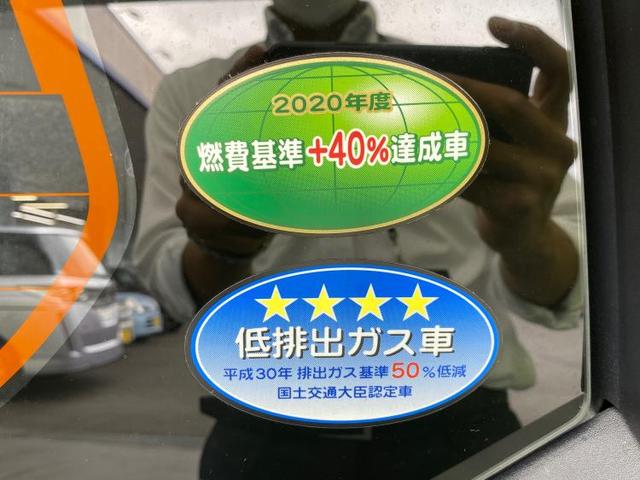 2020年度
燃費基準+40%達成車
低排出ガス車
平成30年 排出ガス基準50%低減
国土交通大臣認定車